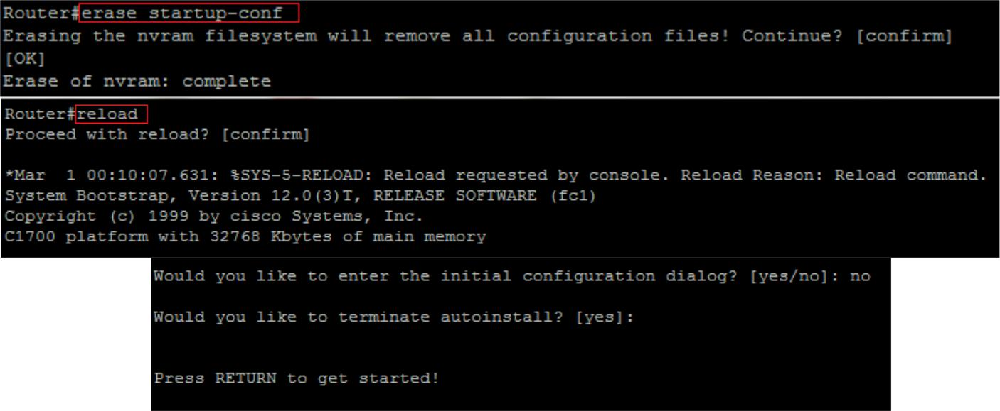 Router#erase startup-conf
Erasing the nvram filesystem will remove all configuration files! Continue? [confirm]
[OK]
Erase of nvram: complete
Router#reload
Proceed with reload? [confirm]
*Mar  1 00:10:07.631: %SYS-5-RELOAD: Reload requested by console. Reload Reason: Reload command.
System Bootstrap, Version 12.0(3)T, RELEASE SOFTWARE (fc1)
Copyright (c) 1999 by cisco Systems, Inc.
C1700 platform with 32768 Kbytes of main memory
Would you like to enter the initial configuration dialog? [yes/no]: no
Would you like to terminate autoinstall? [yes]:
Press RETURN to get started!